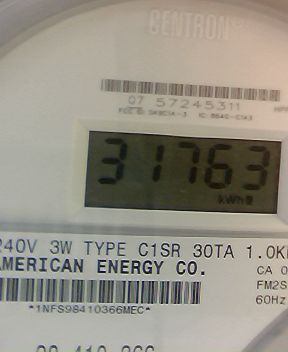 CENTRON
07 57245311
31763
kWh
240V 3W TYPE C1SR 30TA 1.0K
AMERICAN ENERGY CO.
CA 0
FM2S
60Hz
*1NFS98410366MEC*